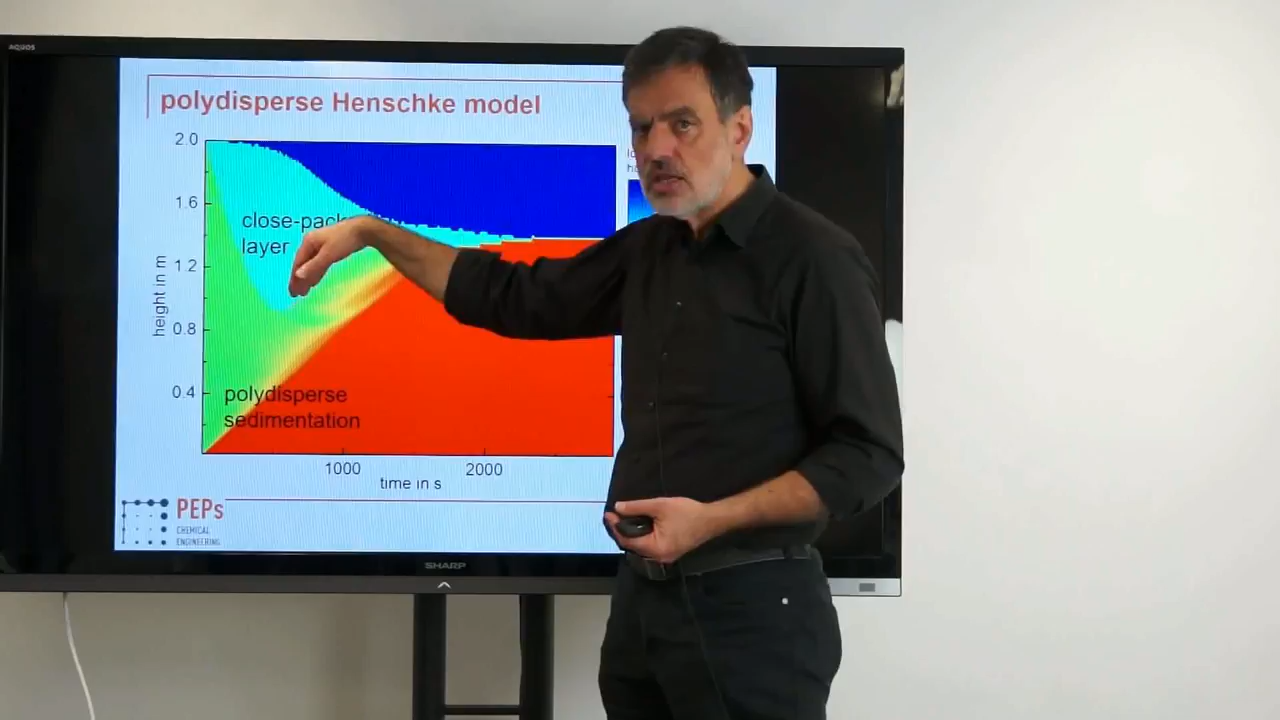 AQUOS
polydisperse Henschke model
2.0
1.6
1.2
0.8
0.4
height in m
close-pack
layer
polydisperse
sedimentation
1000
2000
time in s
PEPs
CHEMICAL
ENGINEERING
SHARP